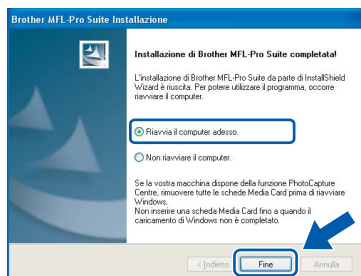 Brother MFL-Pro Suite Installazione
Installazione di Brother MFL-Pro Suite completata!
L'installazione di Brother MFL-Pro Suite da parte di InstallShield
Wizard è riuscita. Per potere utilizzare il programma, occorre
riavviare il computer.
Riavvia il computer adesso.
Non riavviare il computer.
Se la vostra macchina dispone della funzione PhotoCapture
Centre, rimuovere tutte le schede Media Card prima di riavviare
Windows.
Non inserire una scheda Media Card fino a quando il
caricamento di Windows non è completato.
< Indietro
Fine
Annulla